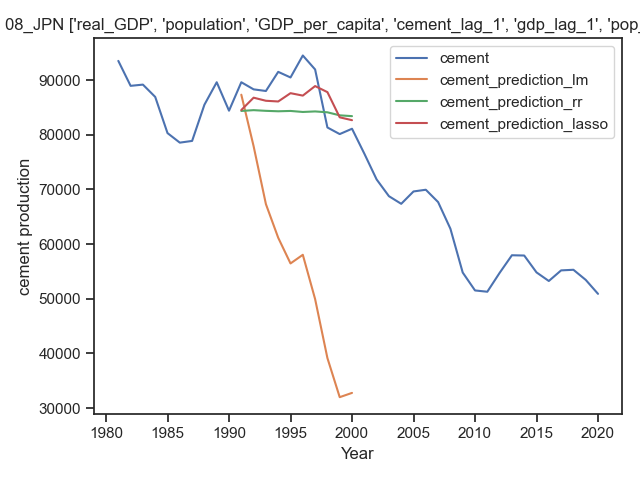 08_JPN ['real_GDP', 'population', 'GDP_per_capita', 'cement_lag_1', 'gdp_lag_1', 'pop_
cement
cement_prediction_lm
cement_prediction_rr
cement_prediction_lasso
90000
80000
70000
60000
50000
40000
30000
cement production
1980 1985 1990 1995 2000 2005 2010 2015 2020
Year